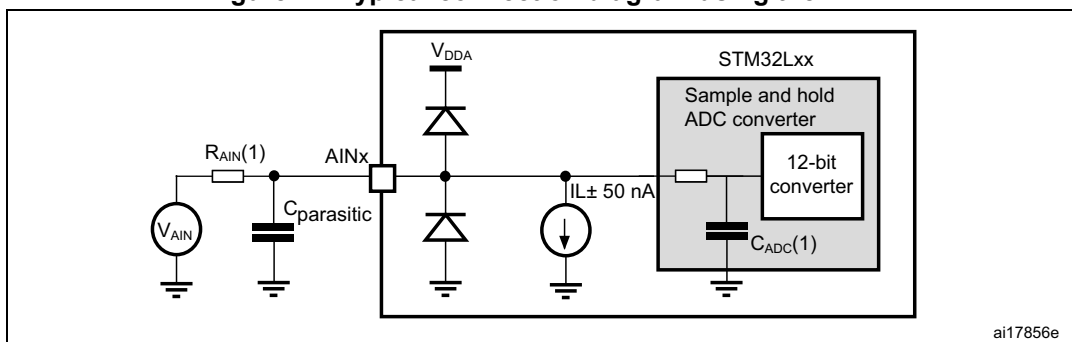 V_DDA
STM32Lxx
Sample and hold
ADC converter
R_AIN(1)
AINx
12-bit
converter
IL± 50 nA
C_parasitic
V_AIN
C_ADC(1)
ai17856e